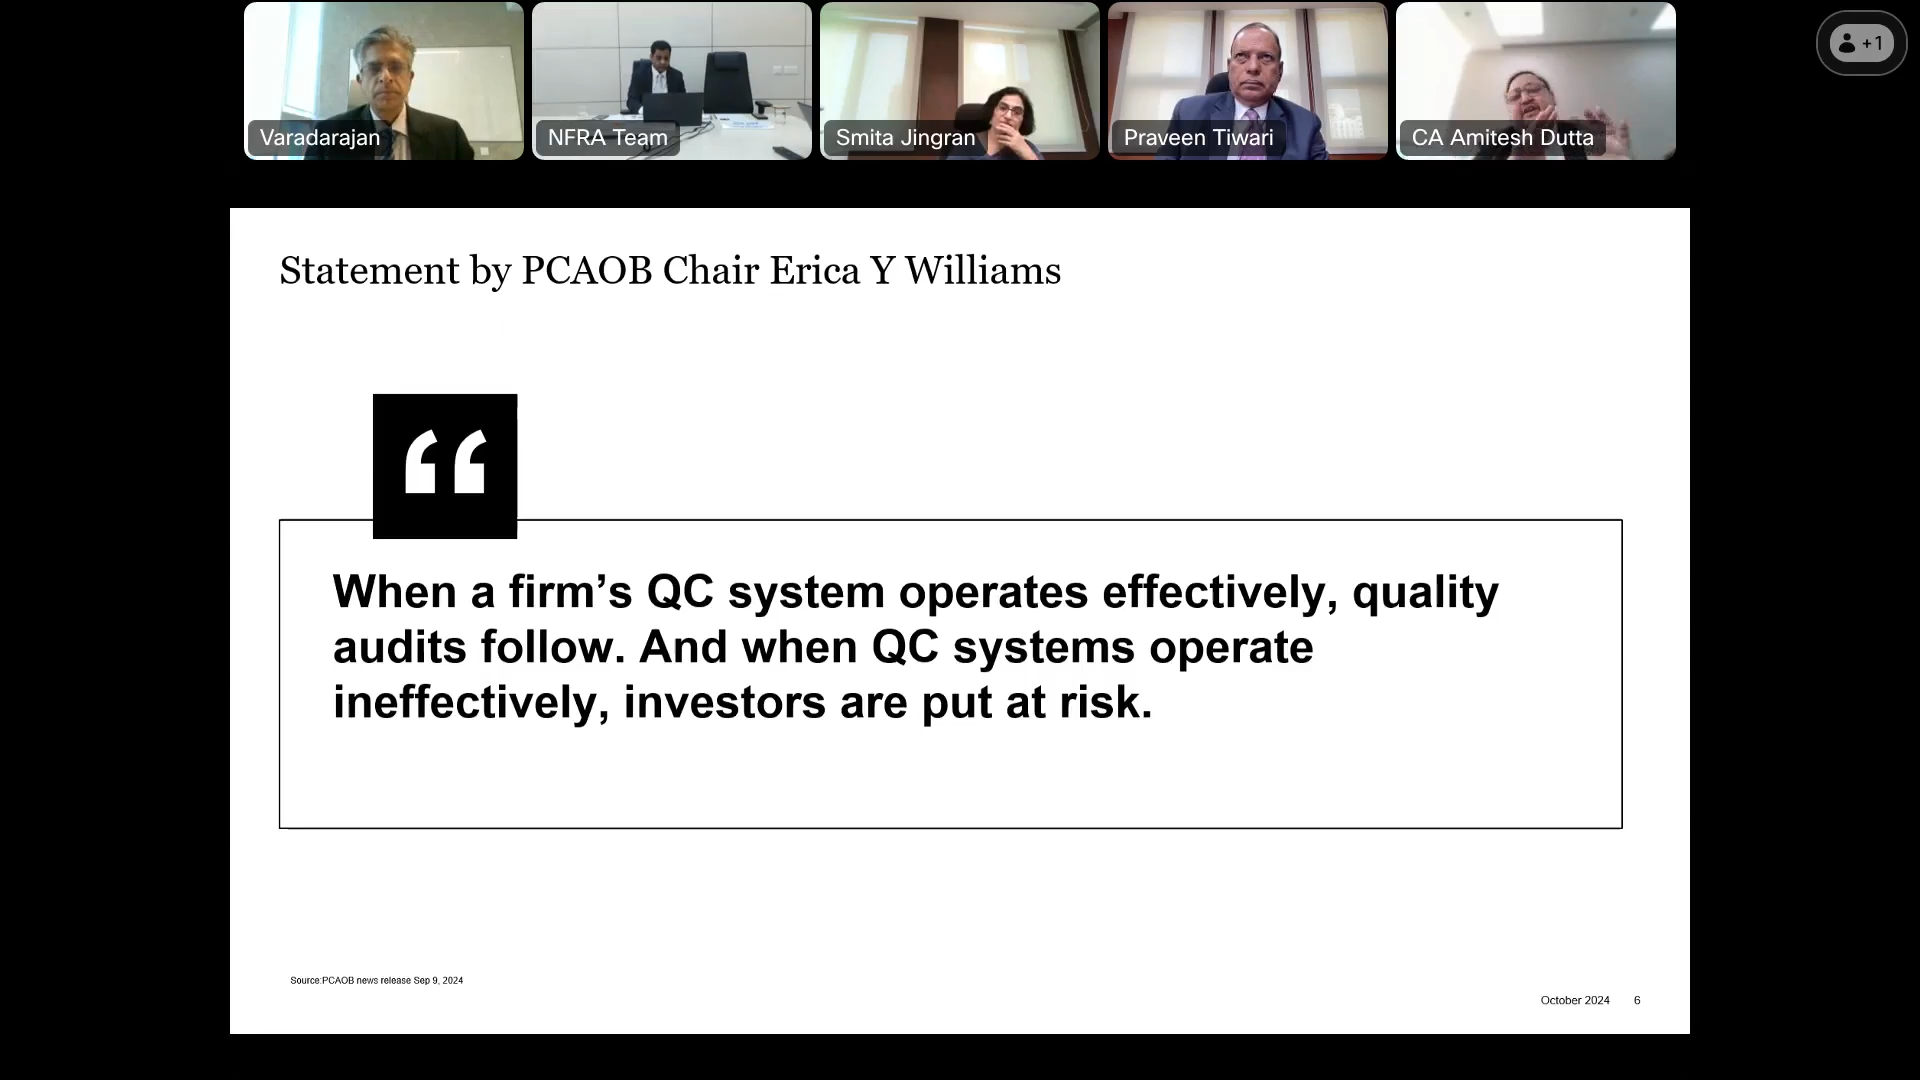 Varadarajan
NFRA Team
Smita Jingran
Praveen Tiwari
CA Amitesh Dutta
+1
Statement by PCAOB Chair Erica Y Williams
“
When a firm’s QC system operates effectively, quality
audits follow. And when QC systems operate
ineffectively, investors are put at risk.
Source:PCAOB news release Sep 9, 2024
October 2024 6